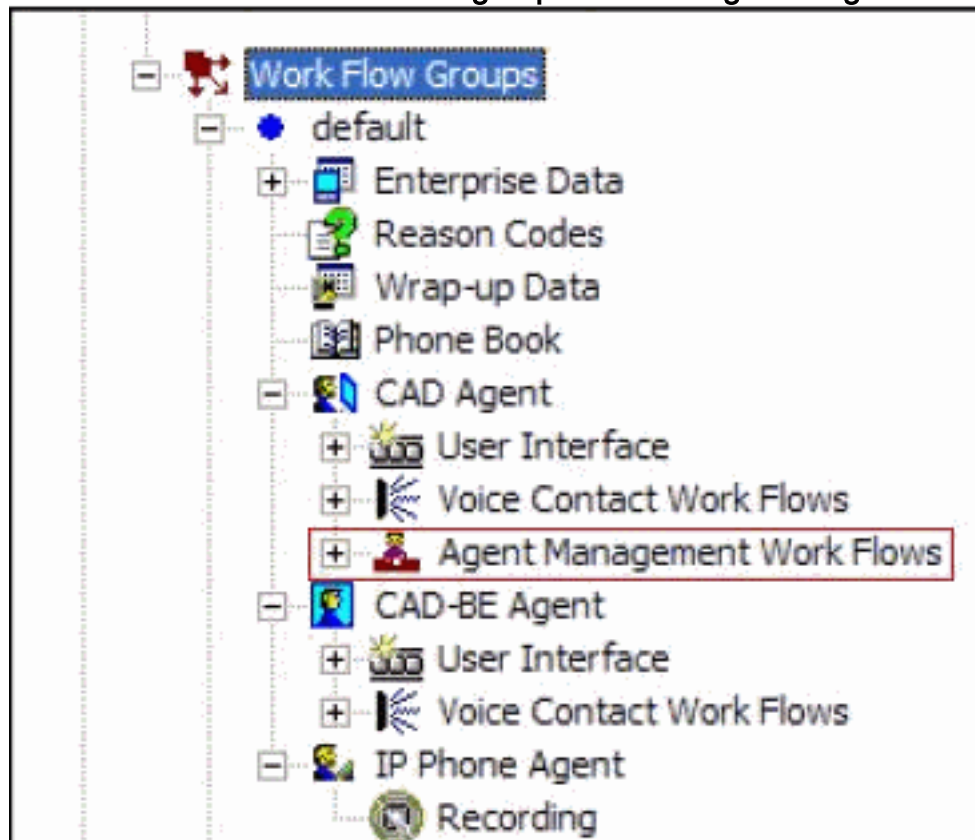 Work Flow Groups
default
Enterprise Data
Reason Codes
Wrap-up Data
Phone Book
CAD Agent
User Interface
Voice Contact Work Flows
Agent Management Work Flows
CAD-BE Agent
User Interface
Voice Contact Work Flows
IP Phone Agent
Recording